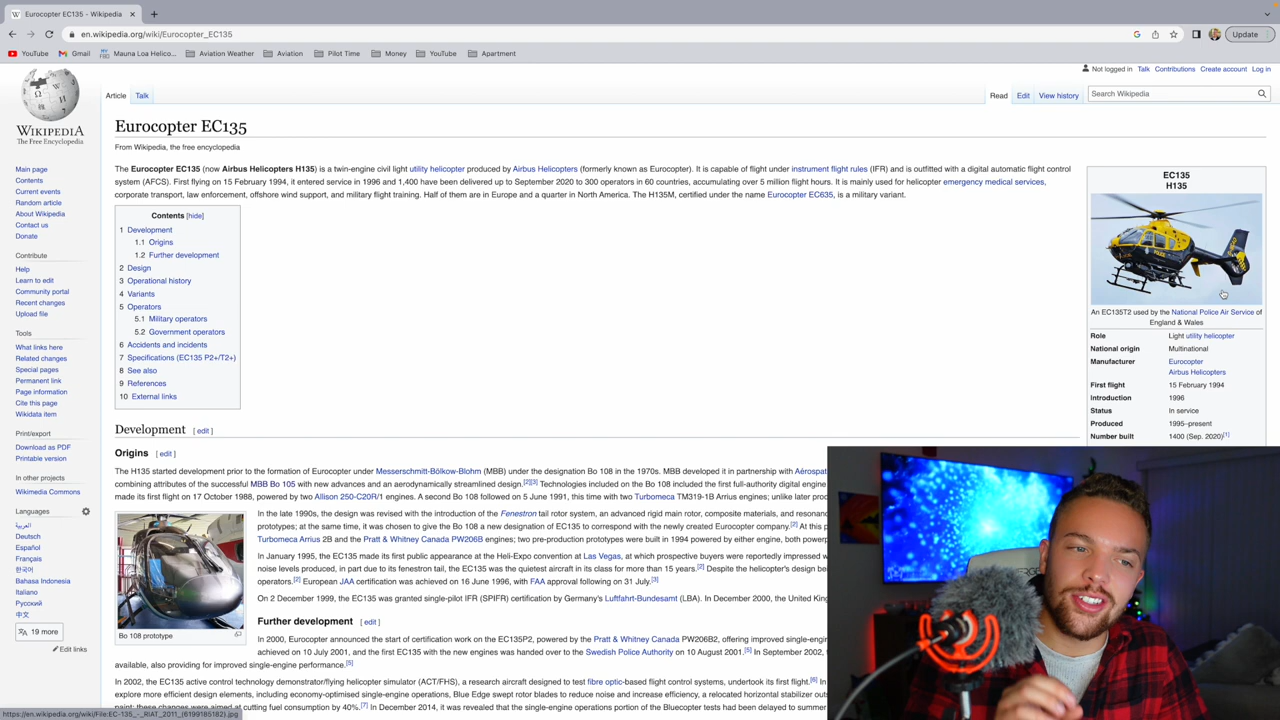 Eurocopter EC135 - Wikipedia
en.wikipedia.org/wiki/Eurocopter_EC135
Update
YouTube
Gmail
Mauna Loa Helico...
Aviation Weather
Aviation
Pilot Time
Money
YouTube
Apartment
Not logged in Talk Contributions Create account Log in
WIKIPEDIA
The Free Encyclopedia
Article Talk
Read Edit View history
Search Wikipedia
Main page
Contents
Current events
Random article
About Wikipedia
Contact us
Donate
Contribute
Help
Learn to edit
Community portal
Recent changes
Upload file
Tools
What links here
Related changes
Special pages
Permanent link
Page information
Cite this page
Wikidata item
Print/export
Download as PDF
Printable version
In other projects
Wikimedia Commons
Languages
العربية
Deutsch
Español
Français
한국어
Bahasa Indonesia
Italiano
Русский
中文
19 more
Edit links
Eurocopter EC135
From Wikipedia, the free encyclopedia
The Eurocopter EC135 (now Airbus Helicopters H135) is a twin-engine civil light utility helicopter produced by Airbus Helicopters (formerly known as Eurocopter). It is capable of flight under instrument flight rules (IFR) and is outfitted with a digital automatic flight control
system (AFCS). First flying on 15 February 1994, it entered service in 1996 and 1,400 have been delivered up to September 2020 to 300 operators in 60 countries, accumulating over 5 million flight hours. It is mainly used for helicopter emergency medical services,
corporate transport, law enforcement, offshore wind support, and military flight training. Half of them are in Europe and a quarter in North America. The H135M, certified under the name Eurocopter EC635, is a military variant.
Contents [hide]
1 Development
1.1 Origins
1.2 Further development
2 Design
3 Operational history
4 Variants
5 Operators
5.1 Military operators
5.2 Government operators
6 Accidents and incidents
7 Specifications (EC135 P2+/T2+)
8 See also
9 References
10 External links
EC135
H135
POLICE
An EC135T2 used by the National Police Air Service of
England & Wales
Role Light utility helicopter
National origin Multinational
Manufacturer Eurocopter
Airbus Helicopters
First flight 15 February 1994
Introduction 1996
Status In service
Produced 1995–present
Number built 1400 (Sep. 2020)[1]
Development [ edit ]
Origins [ edit ]
The H135 started development prior to the formation of Eurocopter under Messerschmitt-Bölkow-Blohm (MBB) under the designation Bo 108 in the 1970s. MBB developed it in partnership with Aérospat
combining attributes of the successful MBB Bo 105 with new advances and an aerodynamically streamlined design.[2][3] Technologies included on the Bo 108 included the first full-authority digital engine
made its first flight on 17 October 1988, powered by two Allison 250-C20R/1 engines. A second Bo 108 followed on 5 June 1991, this time with two Turbomeca TM319-1B Arrius engines; unlike later proc
In the late 1990s, the design was revised with the introduction of the Fenestron tail rotor system, an advanced rigid main rotor, composite materials, and resonanc
prototypes; at the same time, it was chosen to give the Bo 108 a new designation of EC135 to correspond with the newly created Eurocopter company.[2] At this p
Turbomeca Arrius 2B and the Pratt & Whitney Canada PW206B engines; two pre-production prototypes were built in 1994 powered by either engine, both powe
In January 1995, the EC135 made its first public appearance at the Heli-Expo convention at Las Vegas, at which prospective buyers were reportedly impressed w
noise levels produced, in part due to its fenestron tail, the EC135 was the quietest aircraft in its class for more than 15 years.[2] Despite the helicopter's design be
operators.[2] European JAA certification was achieved on 16 June 1996, with FAA approval following on 31 July.[3]
On 2 December 1999, the EC135 was granted single-pilot IFR (SPIFR) certification by Germany's Luftfahrt-Bundesamt (LBA). In December 2000, the United King
Bo 108 prototype
Further development [ edit ]
In 2000, Eurocopter announced the start of certification work on the EC135P2, powered by the Pratt & Whitney Canada PW206B2, offering improved single-engin
achieved on 10 July 2001, and the first EC135 with the new engines was handed over to the Swedish Police Authority on 10 August 2001.[5] In September 2002,
available, also providing for improved single-engine performance.[5]
In 2002, the EC135 active control technology demonstrator/flying helicopter simulator (ACT/FHS), a research aircraft designed to test fibre optic-based flight control systems, undertook its first flight.[6] I
explore more efficient design elements, including economy-optimised single-engine operations, Blue Edge swept rotor blades to reduce noise and increase efficiency, a relocated horizontal stabilizer outs
paint; these changes were aimed at cutting fuel consumption by 40%.[7] In December 2014, it was revealed that the single-engine operations portion of the Bluecopter tests had been delayed to summer
https://en.wikipedia.org/wiki/File:EC-135_-_RIAT_2011_(6199185182).jpg